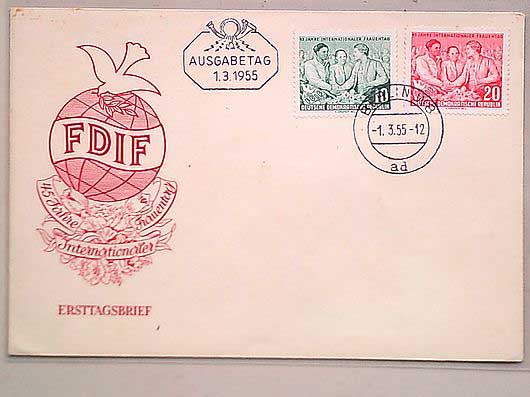 AUSGABETAG
1.3.1955
45 JAHRE INTERNATIONALER FRAUENTAG
10
DEUTSCHE DEMOKRATISCHE REPUBLIK
45 JAHRE INTERNATIONALER FRAUENTAG
20
DEUTSCHE DEMOKRATISCHE REPUBLIK
-1. 3.55-12
ad
FDIF
45 Jahre
Internationaler
Frauentag
ERSTTAGSBRIEF